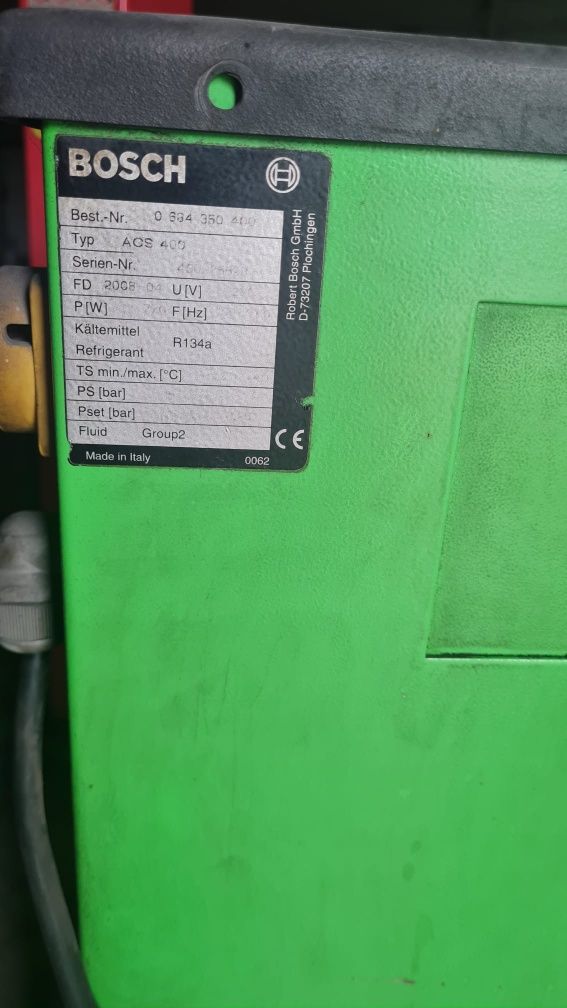 BOSCH
Best.-Nr. 0 684 350 400
Typ ACS 400
Serien-Nr.
FD 2008-04 U [V]
P [W] F [Hz]
Kältemittel
Refrigerant R134a
TS min./max. [°C]
PS [bar]
Pset [bar]
Fluid Group2
Made in Italy 0062
CE
Robert Bosch GmbH
D-73207 Plochingen